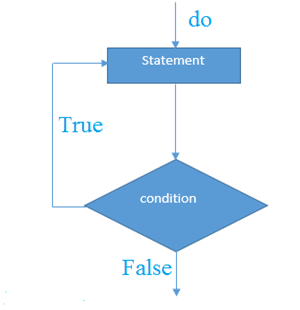 do
Statement
True
condition
False